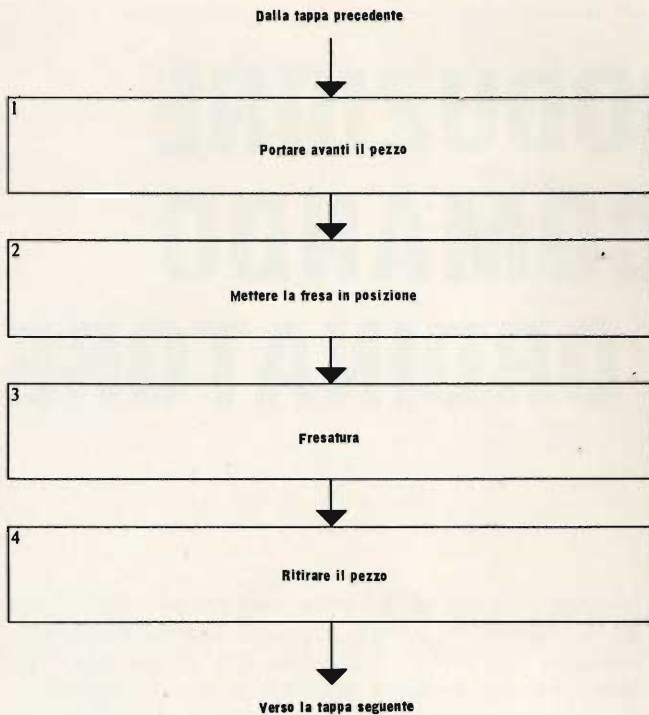 Dalla tappa precedente
1
Portare avanti il pezzo
2
Mettere la fresa in posizione
3
Fresatura
4
Ritirare il pezzo
Verso la tappa seguente